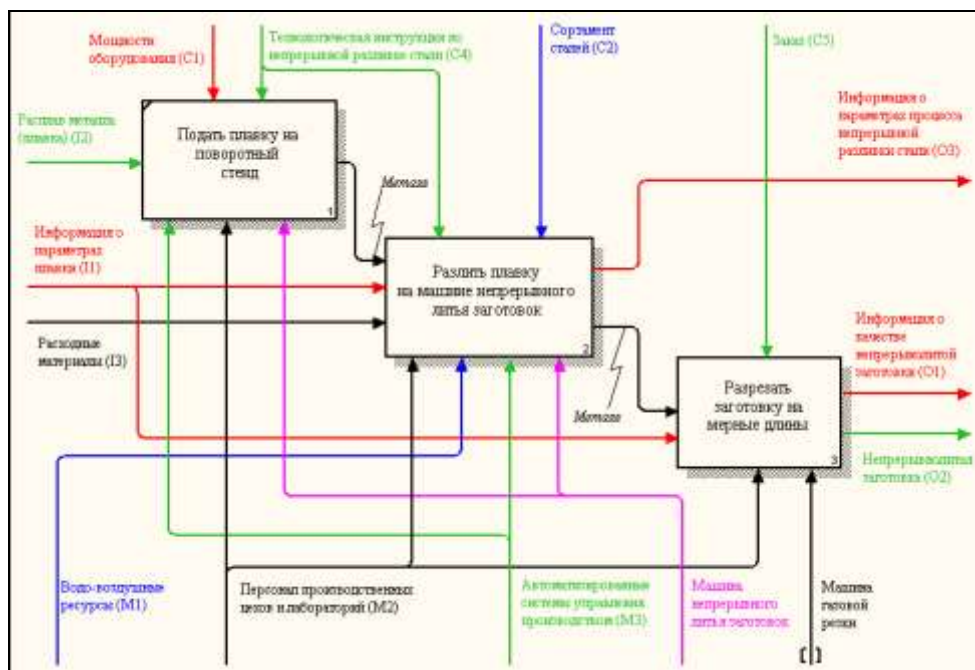 Мощности
оборудования (C1)
Технологическая инструкция по
непрерывной разливке стали (C4)
Сортамент
сталей (C2)
Заказ (C3)
Расплав металла
(плавка) (I2)
Подать плавку на
поворотный
стенд
1
Металл
Информация о
параметрах процесса
непрерывной
разливки стали (O3)
Информация о
параметрах
плавки (I1)
Разлить плавку
на машине непрерывного
литья заготовок
2
Расходные
материалы (I3)
Металл
Информация о
качестве
непрерывнолитой
заготовки (O1)
Разрезать
заготовку на
мерные длины
3
Непрерывнолитая
заготовка (O2)
Водо-воздушные
ресурсы (M1)
Персонал производственных
цехов и лабораторий (M2)
Автоматизированные
системы управления
производством (M3)
Машина
непрерывного
литья заготовок
Машина
газовой
резки